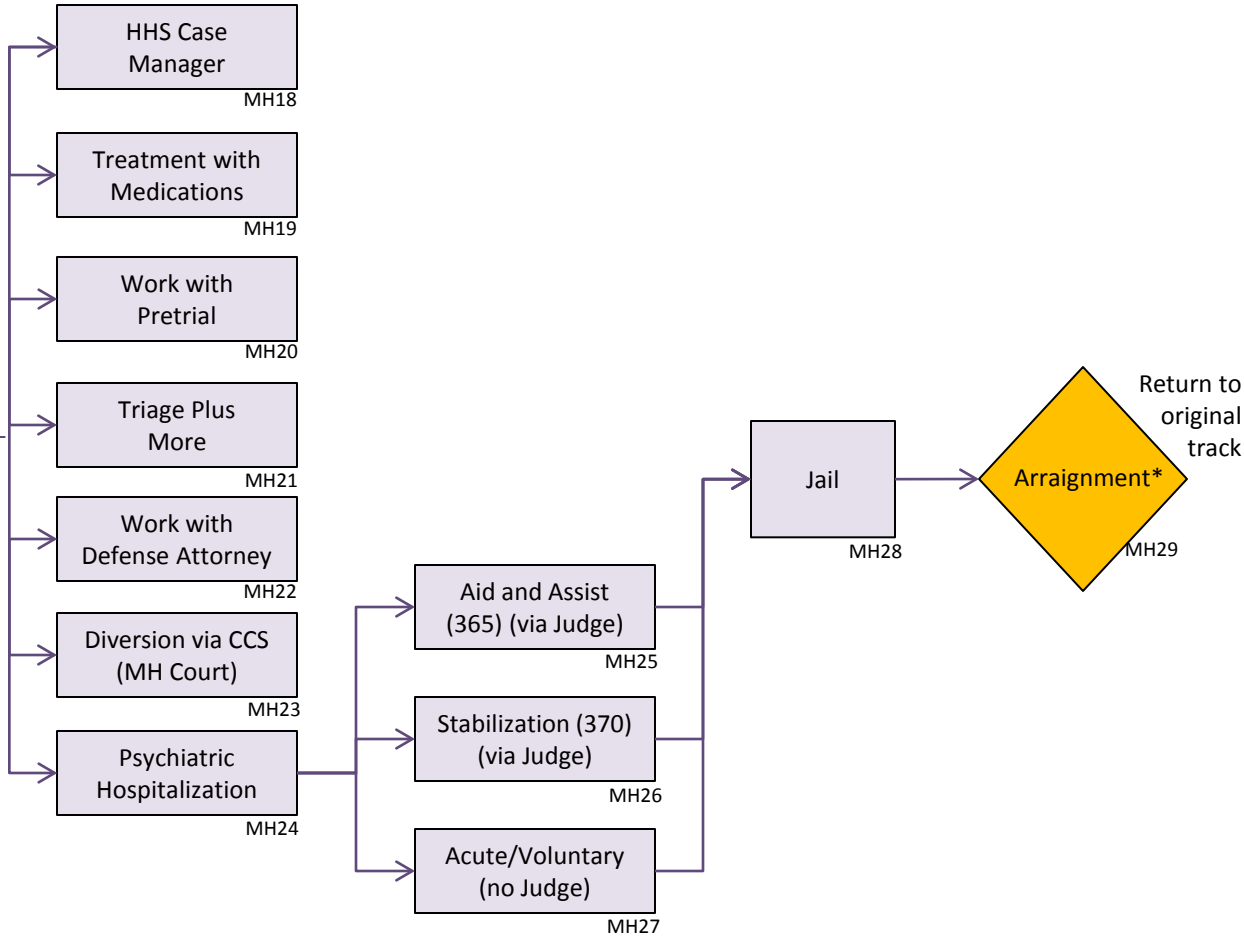 HHS Case
Manager
MH18
Treatment with
Medications
MH19
Work with
Pretrial
MH20
Triage Plus
More
MH21
Work with
Defense Attorney
MH22
Diversion via CCS
(MH Court)
MH23
Psychiatric
Hospitalization
MH24
Aid and Assist
(365) (via Judge)
MH25
Stabilization (370)
(via Judge)
MH26
Acute/Voluntary
(no Judge)
MH27
Jail
MH28
Arraignment*
MH29
Return to
original
track